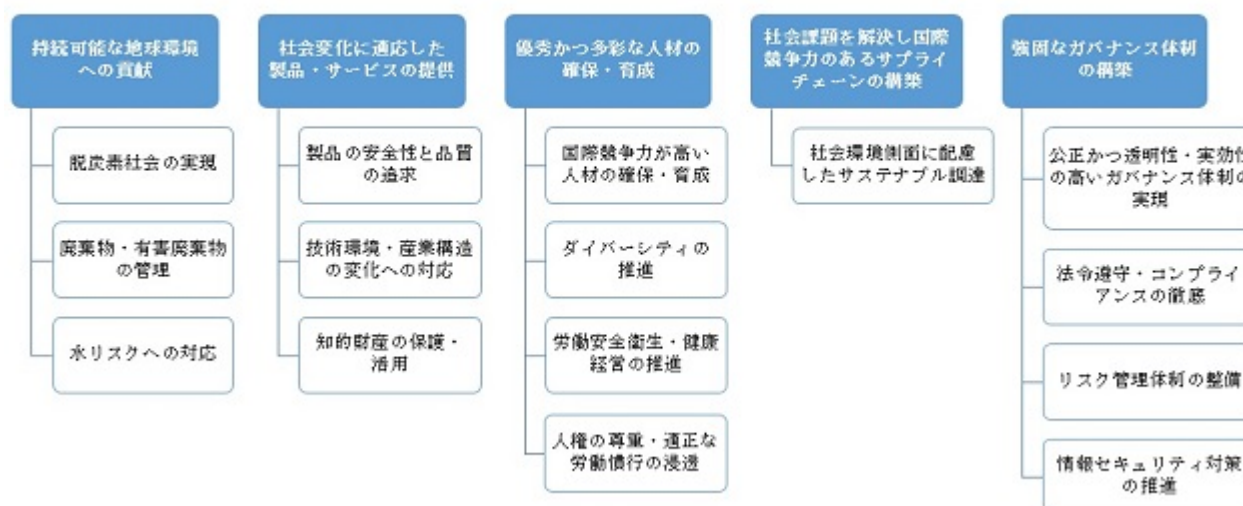 持続可能な地球環境
への貢献
脱炭素社会の実現
廃棄物・有害廃棄物
の管理
水リスクへの対応
社会変化に適応した
製品・サービスの提供
製品の安全性と品質
の追求
技術環境・産業構造
の変化への対応
知的財産の保護・
活用
優秀かつ多彩な人材の
確保・育成
国際競争力が高い
人材の確保・育成
ダイバーシティの
推進
労働安全衛生・健康
経営の推進
人権の尊重・適正な
労働慣行の浸透
社会課題を解決し国際
競争力のあるサプライ
チェーンの構築
社会環境側面に配慮
したサステナブル調達
強固なガバナンス体制
の構築
公正かつ透明性・実効性
の高いガバナンス体制の
実現
法令遵守・コンプライ
アンスの徹底
リスク管理体制の整備
情報セキュリティ対策
の推進